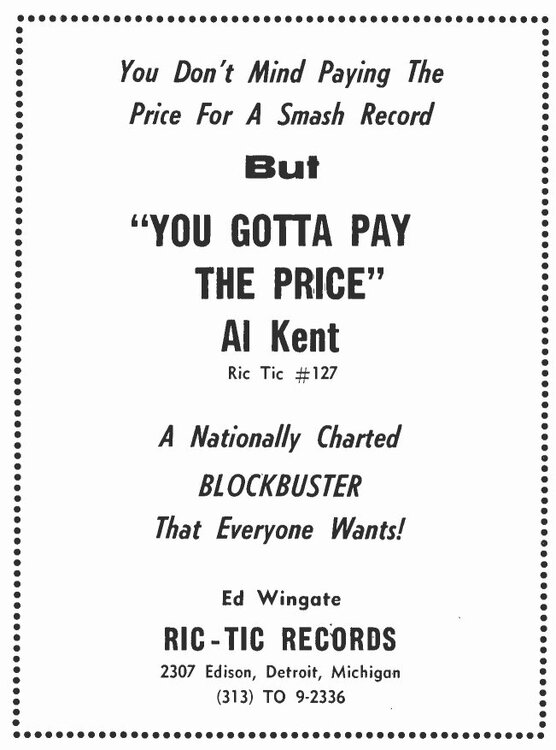 You Don't Mind Paying The
Price For A Smash Record
But
"YOU GOTTA PAY
THE PRICE"
Al Kent
Ric Tic #127
A Nationally Charted
BLOCKBUSTER
That Everyone Wants!
Ed Wingate
RIC-TIC RECORDS
2307 Edison, Detroit, Michigan
(313) TO 9-2336